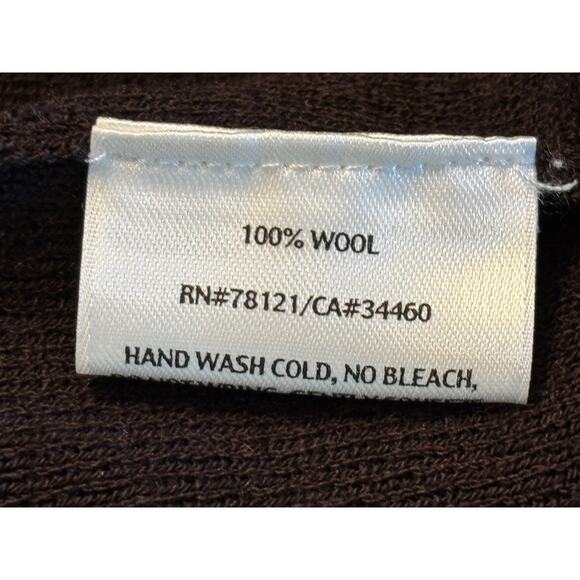 100% WOOL
RN#78121/CA#34460
HAND WASH COLD, NO BLEACH,